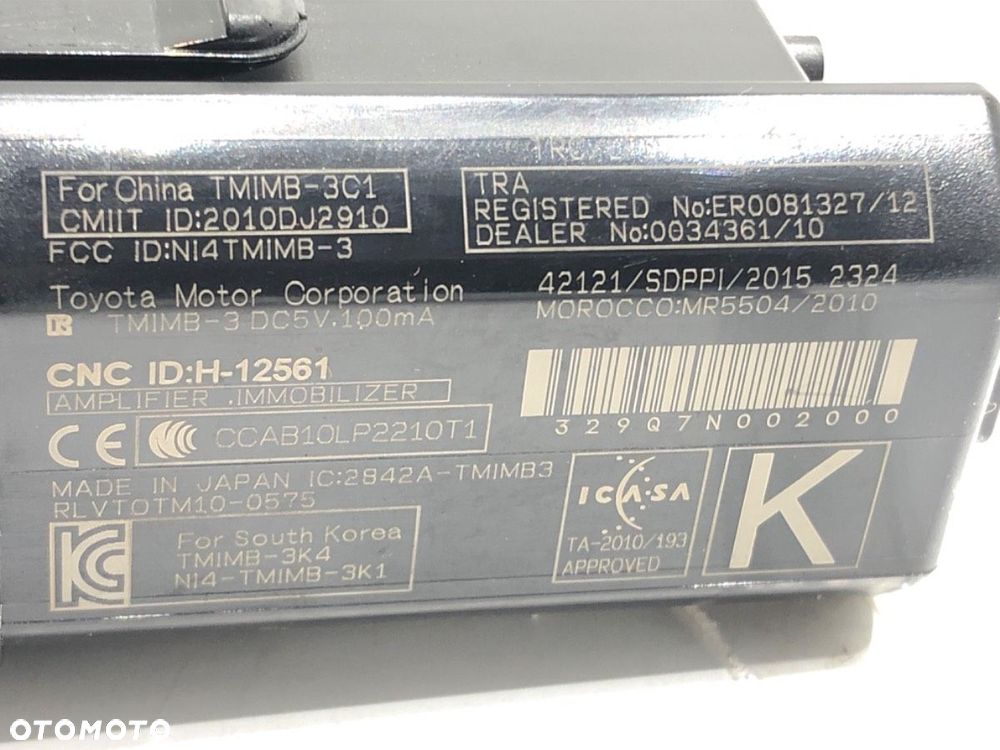 For China TMIMB-3C1
CMIIT ID:2010DJ2910
FCC ID:NI4TMIMB-3
Toyota Motor Corporation
TMIMB-3 DC5V.100mA
CNC ID:H-12561
AMPLIFIER .IMMOBILIZER
CE CCC CCAB10LP2210T1
MADE IN JAPAN IC:2842A-TMIMB3
RLVTOTM10-0575
KC
For South Korea
TMIMB-3K4
NI4-TMIMB-3K1
TRA
REGISTERED No:ER0081327/12
DEALER No:0034361/10
42121/SDPPI/2015 2324
MOROCCO:MR5504/2010
329Q7N002000
ICASA
TA-2010/193
APPROVED
K
OTOMOTO
OTOMOTO